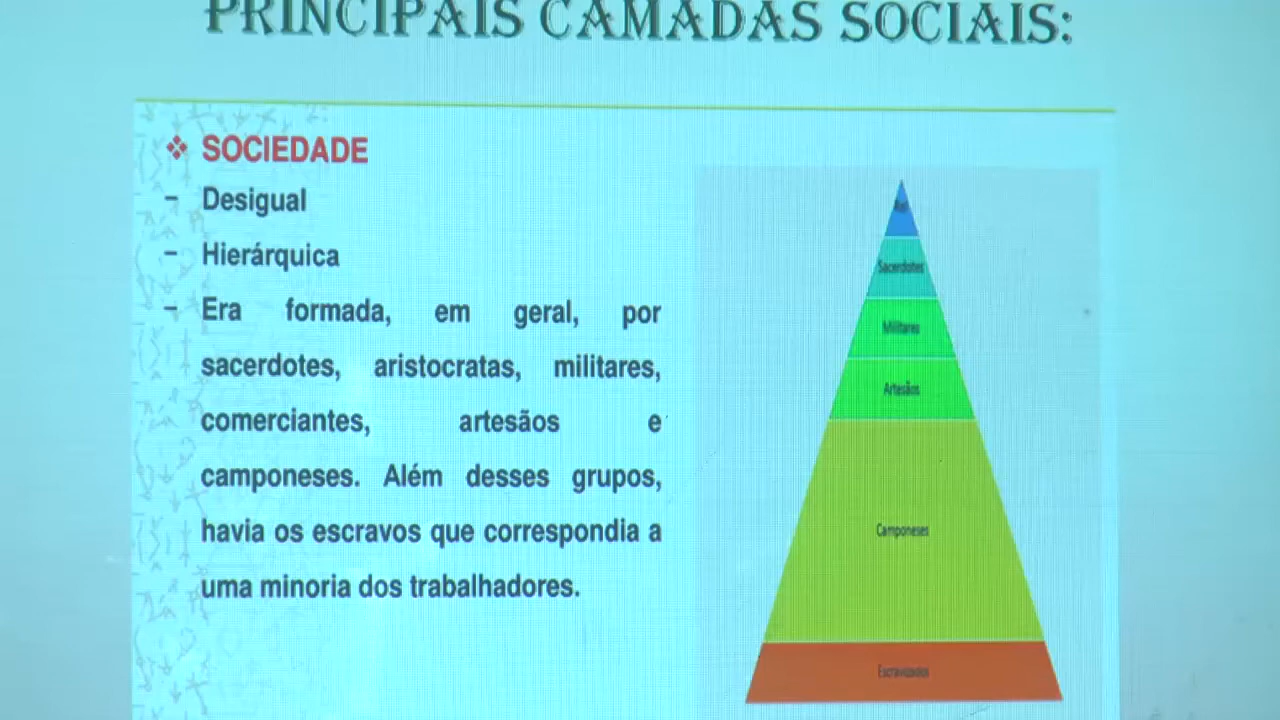 PRINCIPAIS CAMADAS SOCIAIS:
❖ SOCIEDADE
- Desigual
- Hierárquica
- Era formada, em geral, por
sacerdotes, aristocratas, militares,
comerciantes, artesãos e
camponeses. Além desses grupos,
havia os escravos que correspondia a
uma minoria dos trabalhadores.
Sacerdotes
Militares
Artesãos
Camponeses